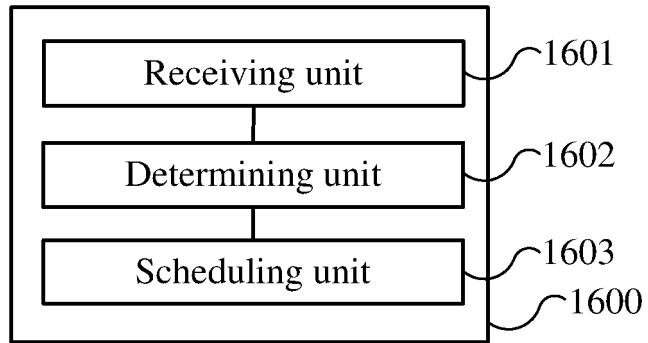 Receiving unit 1601
Determining unit 1602
Scheduling unit 1603
1600